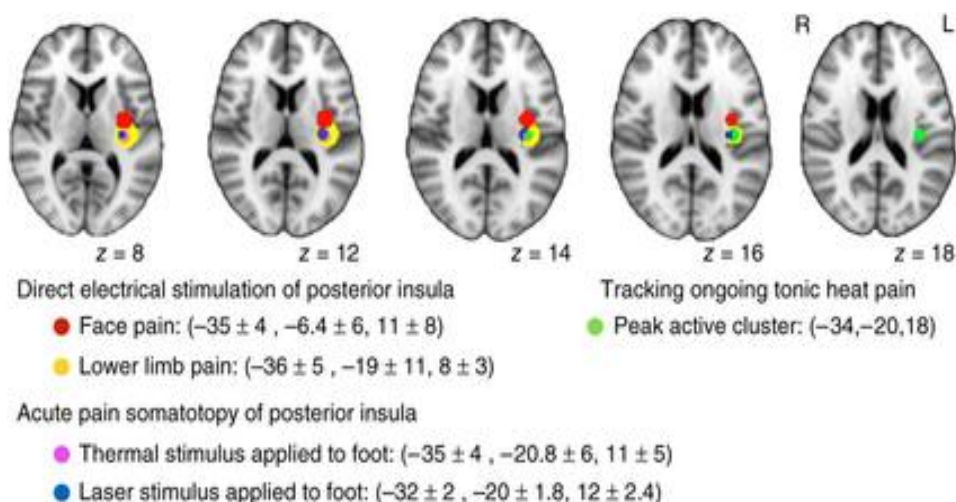 R L
z = 8 z = 12 z = 14 z = 16 z = 18
Direct electrical stimulation of posterior insula
Face pain: (–35 ± 4 , –6.4 ± 6, 11 ± 8)
Lower limb pain: (–36 ± 5 , –19 ± 11, 8 ± 3)
Tracking ongoing tonic heat pain
Peak active cluster: (–34,–20,18)
Acute pain somatotopy of posterior insula
Thermal stimulus applied to foot: (–35 ± 4 , –20.8 ± 6, 11 ± 5)
Laser stimulus applied to foot: (–32 ± 2 , –20 ± 1.8, 12 ± 2.4)